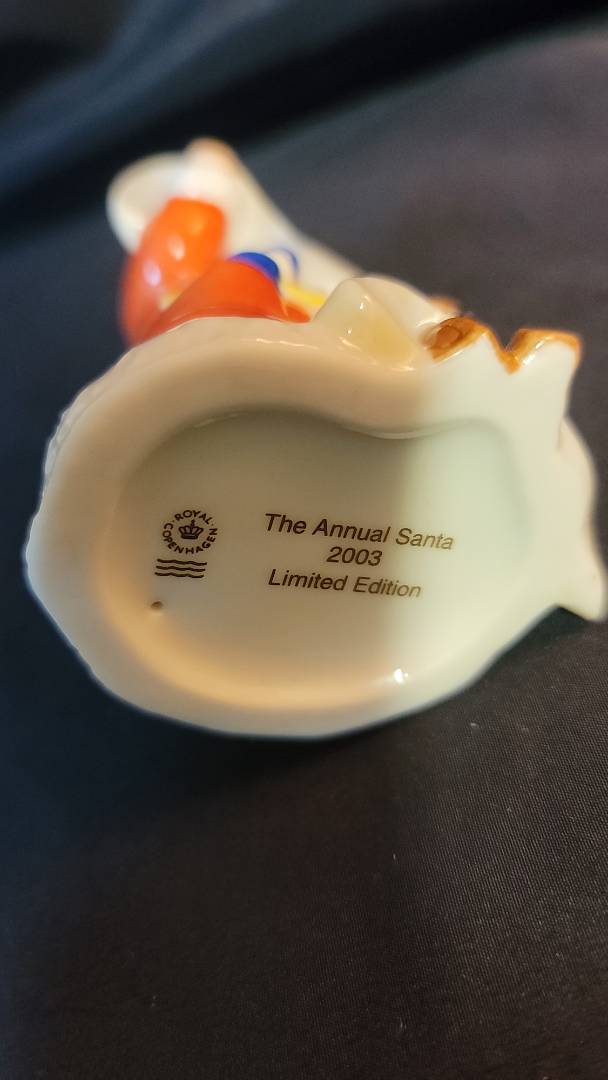 ROYAL
COPENHAGEN
The Annual Santa
2003
Limited Edition